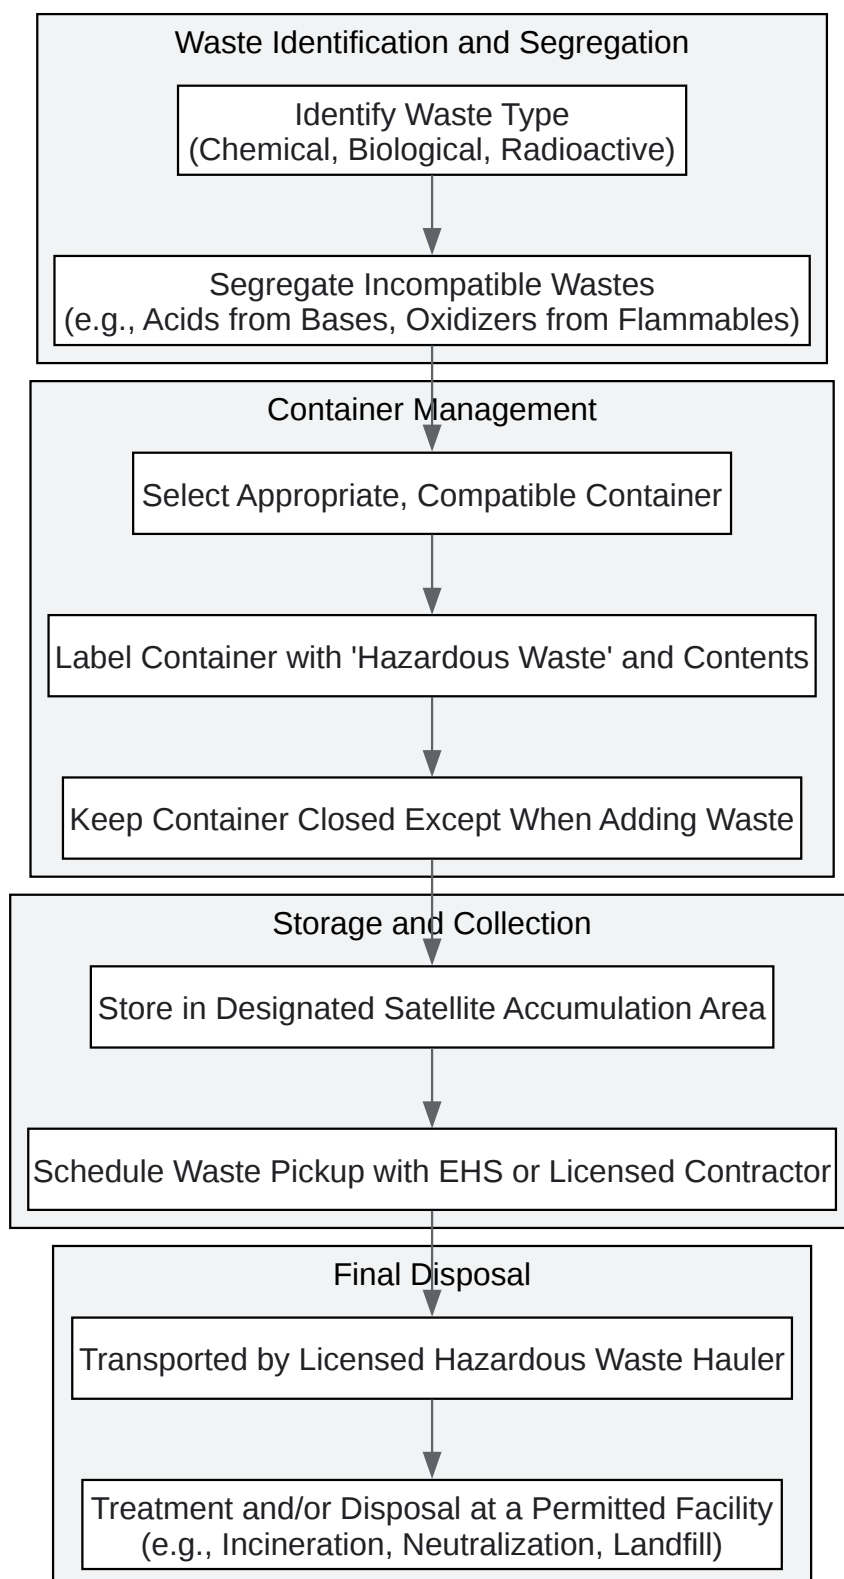 Waste Identification and Segregation
Identify Waste Type
(Chemical, Biological, Radioactive)
Segregate Incompatible Wastes
(e.g., Acids from Bases, Oxidizers from Flammables)
Container Management
Select Appropriate, Compatible Container
Label Container with 'Hazardous Waste' and Contents
Keep Container Closed Except When Adding Waste
Storage and Collection
Store in Designated Satellite Accumulation Area
Schedule Waste Pickup with EHS or Licensed Contractor
Final Disposal
Transported by Licensed Hazardous Waste Hauler
Treatment and/or Disposal at a Permitted Facility
(e.g., Incineration, Neutralization, Landfill)